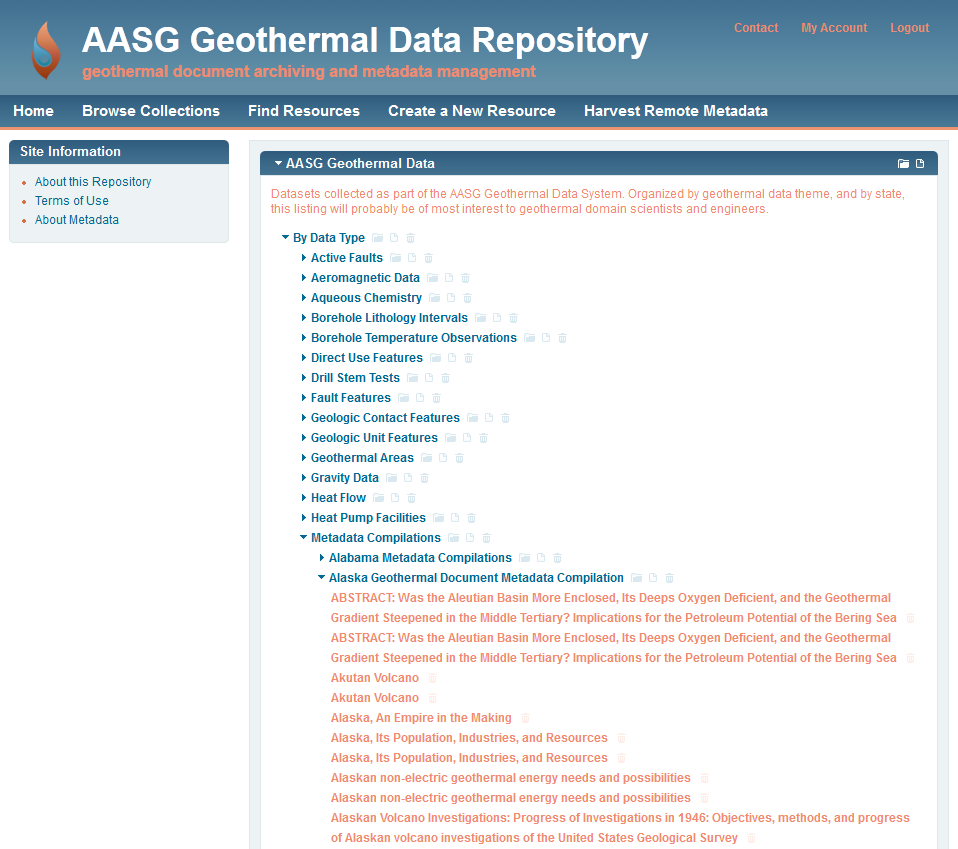 AASG Geothermal Data Repository
geothermal document archiving and metadata management
Contact My Account Logout
Home Browse Collections Find Resources Create a New Resource Harvest Remote Metadata
Site Information
About this Repository
Terms of Use
About Metadata
AASG Geothermal Data
Datasets collected as part of the AASG Geothermal Data System. Organized by geothermal data theme, and by state,
this listing will probably be of most interest to geothermal domain scientists and engineers.
By Data Type
Active Faults
Aeromagnetic Data
Aqueous Chemistry
Borehole Lithology Intervals
Borehole Temperature Observations
Direct Use Features
Drill Stem Tests
Fault Features
Geologic Contact Features
Geologic Unit Features
Geothermal Areas
Gravity Data
Heat Flow
Heat Pump Facilities
Metadata Compilations
Alabama Metadata Compilations
Alaska Geothermal Document Metadata Compilation
ABSTRACT: Was the Aleutian Basin More Enclosed, Its Deeps Oxygen Deficient, and the Geothermal
Gradient Steepened in the Middle Tertiary? Implications for the Petroleum Potential of the Bering Sea
ABSTRACT: Was the Aleutian Basin More Enclosed, Its Deeps Oxygen Deficient, and the Geothermal
Gradient Steepened in the Middle Tertiary? Implications for the Petroleum Potential of the Bering Sea
Akutan Volcano
Akutan Volcano
Alaska, An Empire in the Making
Alaska, Its Population, Industries, and Resources
Alaska, Its Population, Industries, and Resources
Alaskan non-electric geothermal energy needs and possibilities
Alaskan non-electric geothermal energy needs and possibilities
Alaskan Volcano Investigations: Progress of Investigations in 1946: Objectives, methods, and progress
of Alaskan volcano investigations of the United States Geological Survey